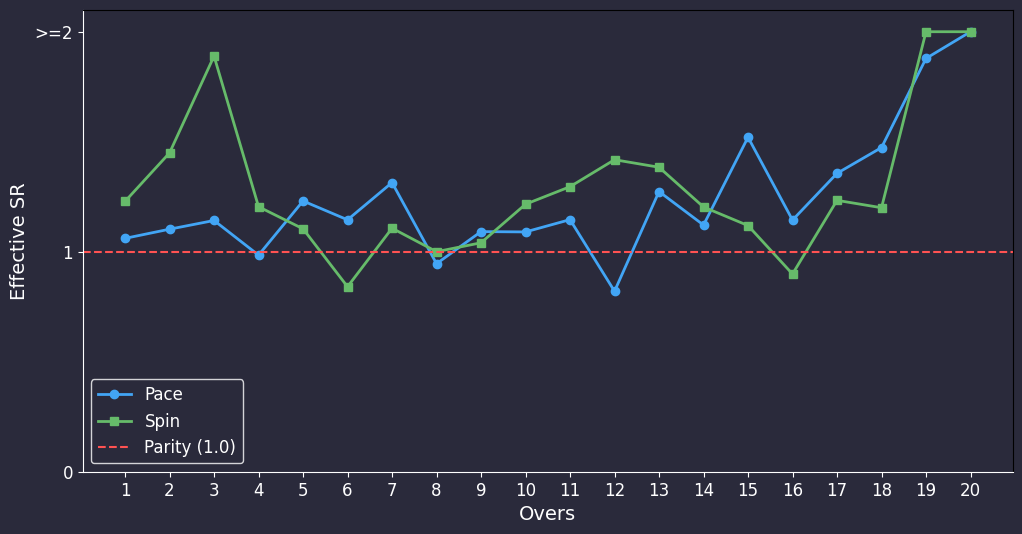 Effective SR
>=2
1
0
Pace
Spin
Parity (1.0)
1 2 3 4 5 6 7 8 9 10 11 12 13 14 15 16 17 18 19 20
Overs